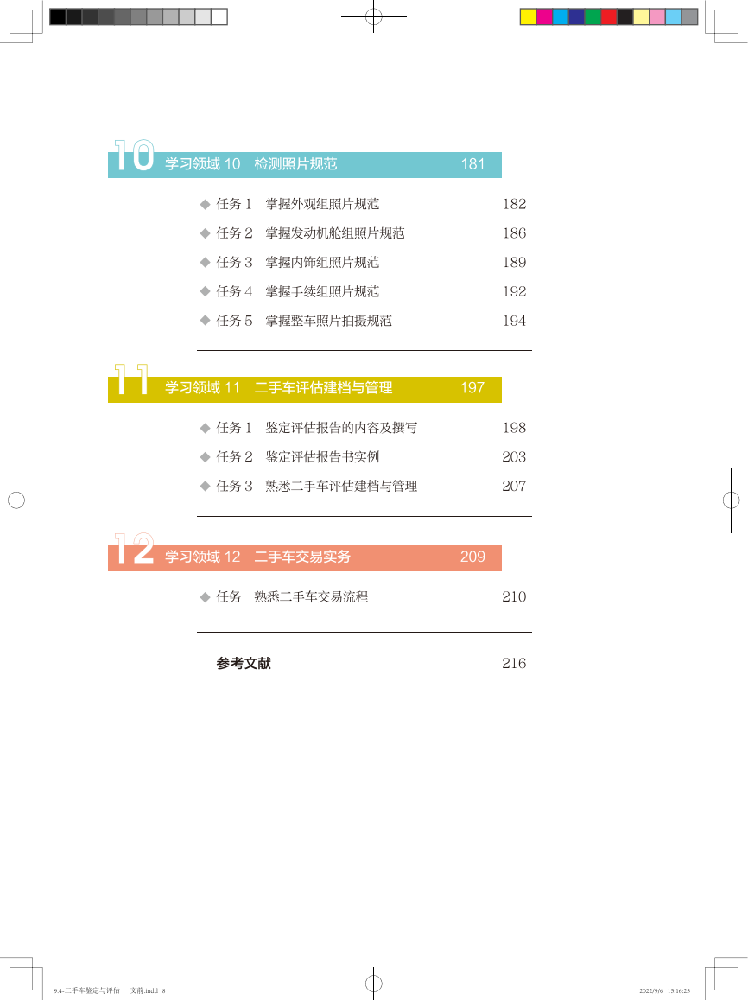 10 学习领域 10 检测照片规范 181
◆ 任务 1 掌握外观组照片规范 182
◆ 任务 2 掌握发动机舱组照片规范 186
◆ 任务 3 掌握内饰组照片规范 189
◆ 任务 4 掌握手续组照片规范 192
◆ 任务 5 掌握整车照片拍摄规范 194
11 学习领域 11 二手车评估建档与管理 197
◆ 任务 1 鉴定评估报告的内容及撰写 198
◆ 任务 2 鉴定评估报告书实例 203
◆ 任务 3 熟悉二手车评估建档与管理 207
12 学习领域 12 二手车交易实务 209
◆ 任务 熟悉二手车交易流程 210
参考文献 216
9.4-二手车鉴定与评估 文前.indd 8 2022/9/6 15:16:25